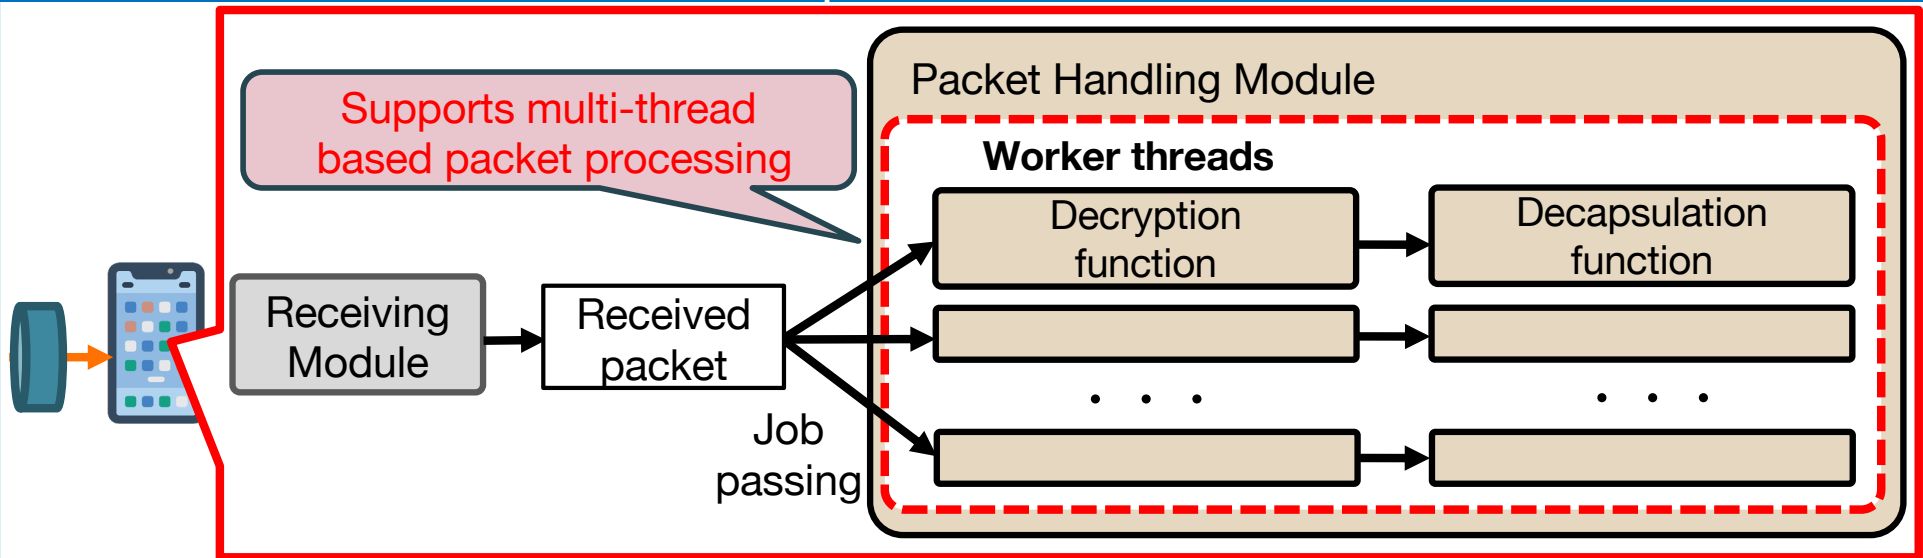 Packet Handling Module
Supports multi-thread
based packet processing
Worker threads
Decryption
function
Decapsulation
function
Receiving
Module
Received
packet
. . .
. . .
Job
passing